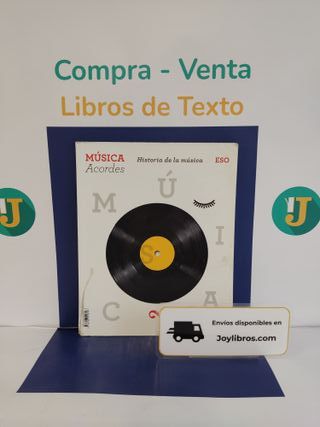 Compra - Venta
Libros de Texto
MÚSICA
Acordes
Historia de la música
ESO
M
Ú
S
I
C
A
J
J
Envíos disponibles en
Joylibros.com